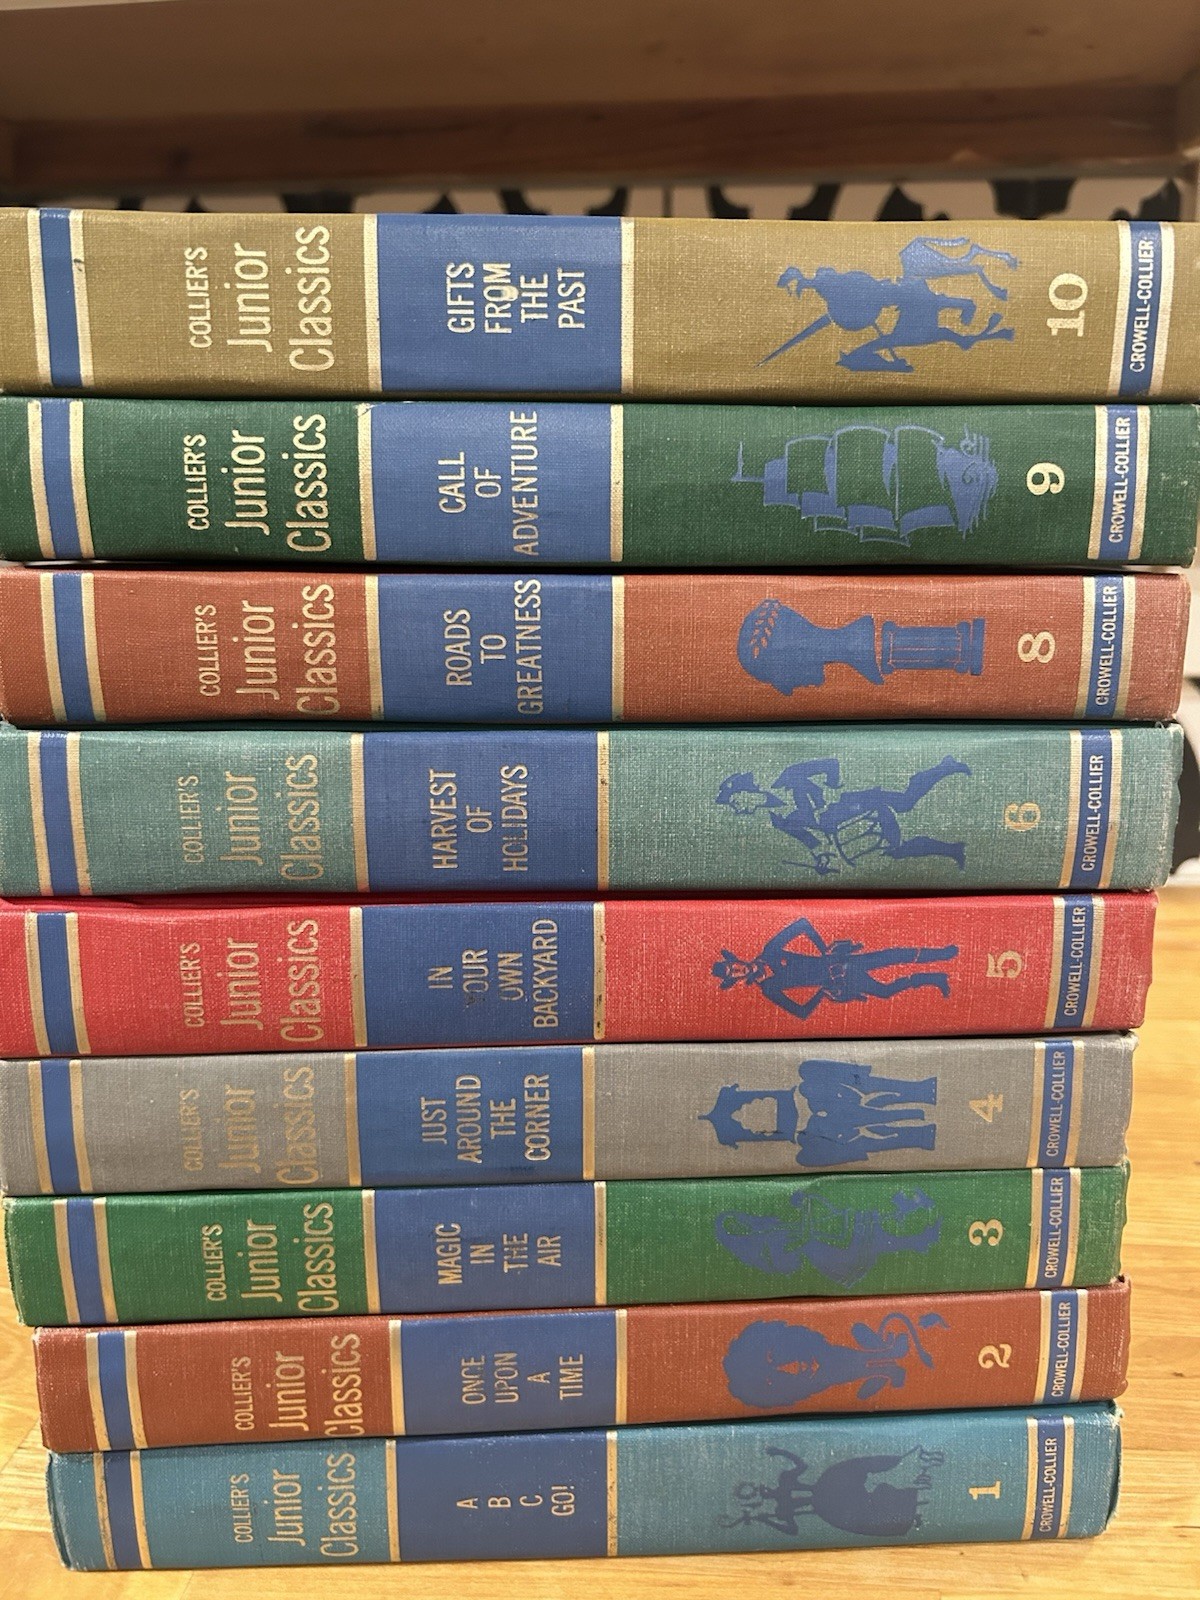 COLLIER'S
Junior
Classics
GIFTS
FROM
THE
PAST
10
CROWELL-COLLIER
COLLIER'S
Junior
Classics
CALL
OF
ADVENTURE
9
CROWELL-COLLIER
COLLIER'S
Junior
Classics
ROADS
TO
GREATNESS
8
CROWELL-COLLIER
COLLIER'S
Junior
Classics
HARVEST
OF
HOLIDAYS
6
CROWELL-COLLIER
COLLIER'S
Junior
Classics
IN
YOUR
OWN
BACKYARD
5
CROWELL-COLLIER
COLLIER'S
Junior
Classics
JUST
AROUND
THE
CORNER
4
CROWELL-COLLIER
COLLIER'S
Junior
Classics
MAGIC
IN
THE
AIR
3
CROWELL-COLLIER
COLLIER'S
Junior
Classics
ONCE
UPON
A
TIME
2
CROWELL-COLLIER
COLLIER'S
Junior
Classics
A
B
C.
GO!
1
CROWELL-COLLIER